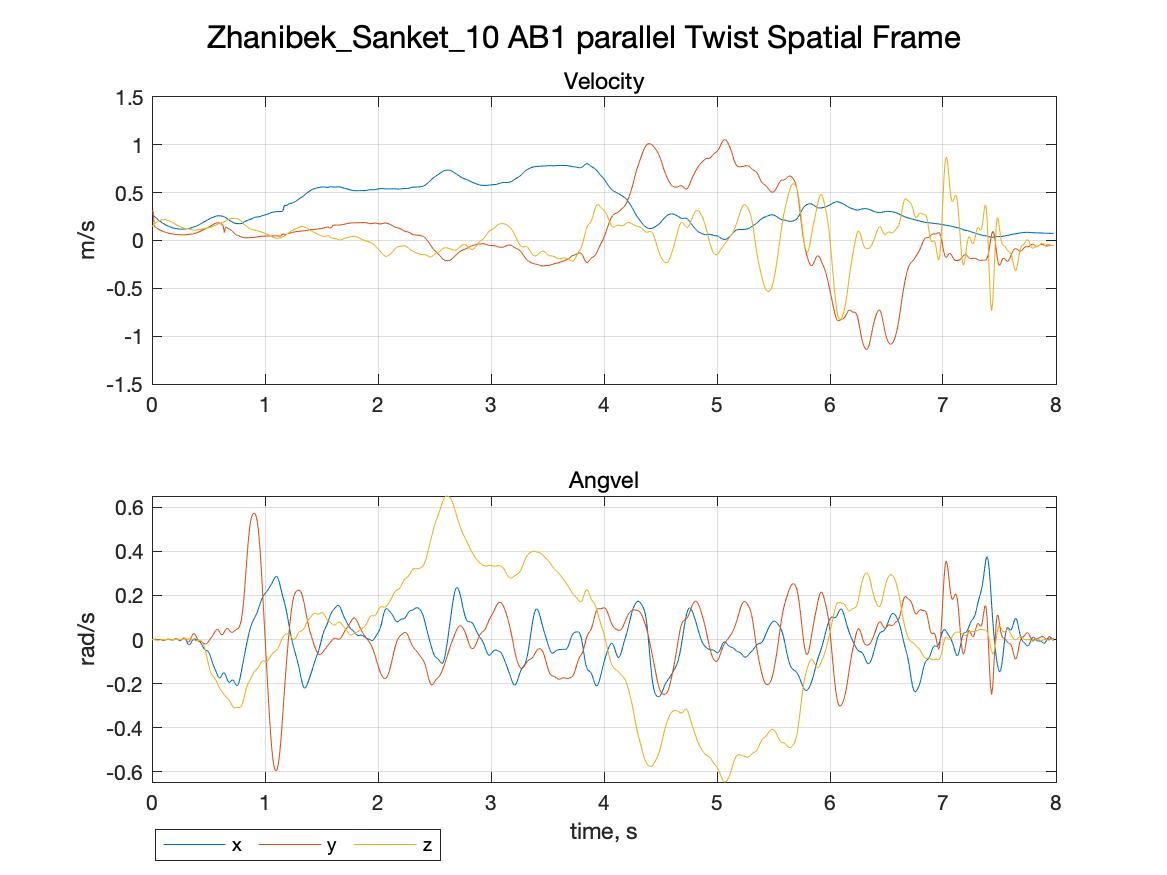 Zhanibek_Sanket_10 AB1 parallel Twist Spatial Frame
Velocity
1.5
1
0.5
0
-0.5
-1
-1.5
m/s
0 1 2 3 4 5 6 7 8
Angvel
0.6
0.4
0.2
0
-0.2
-0.4
-0.6
rad/s
0 1 2 3 4 5 6 7 8
time, s
x y z